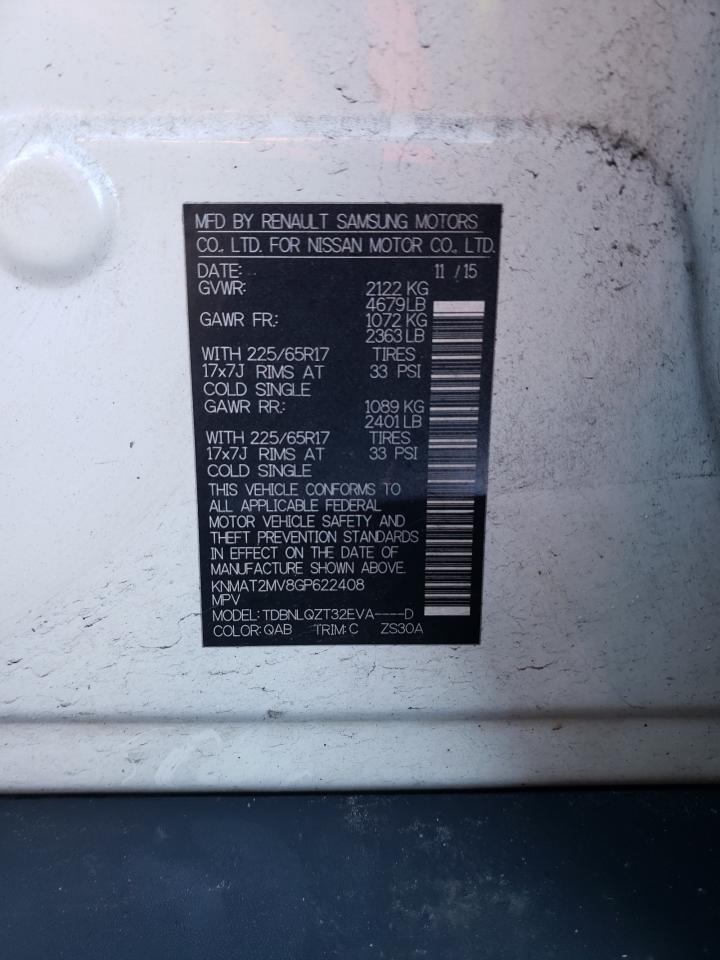 MFD BY RENAULT SAMSUNG MOTORS
CO., LTD. FOR NISSAN MOTOR CO., LTD.
DATE: 11 / 15
GVWR: 2122 KG
4679 LB
GAWR FR: 1072 KG
2363 LB
WITH 225/65R17 TIRES
17x7J RIMS AT 33 PSI
COLD SINGLE
GAWR RR: 1089 KG
2401 LB
WITH 225/65R17 TIRES
17x7J RIMS AT 33 PSI
COLD SINGLE
THIS VEHICLE CONFORMS TO
ALL APPLICABLE FEDERAL
MOTOR VEHICLE SAFETY AND
THEFT PREVENTION STANDARDS
IN EFFECT ON THE DATE OF
MANUFACTURE SHOWN ABOVE.
KNMAT2MV8GP622408
MPV
MODEL: TDBNLQZT32EVA----D
COLOR: QAB TRIM: C ZS30A